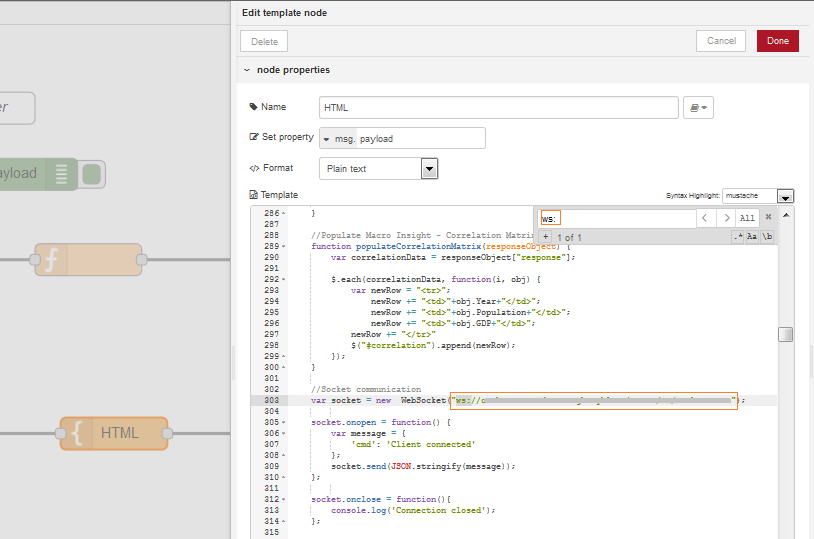 Edit template node
Delete
Cancel
Done
node properties
er
Name
HTML
Set property
msg. payload
ayload
Format
Plain text
Template
Syntax Highlight: mustache
ws:
All
+ 1 of 1
.* Aa \b
286 }
287
288 //Populate Macro Insight - Correlation Matri
289 function populateCorrelationMatrix(responseObject) {
290 var correlationData = responseObject["response"];
291
292 $.each(correlationData, function(i, obj) {
293 var newRow = "<tr>";
294 newRow += "<td>"+obj.Year+"</td>";
295 newRow += "<td>"+obj.Population+"</td>";
296 newRow += "<td>"+obj.GDP+"</td>";
297 newRow += "</tr>"
298 $("#correlation").append(newRow);
299 });
300 }
301
302 //Socket communication
303 var socket = new WebSocket("ws://");
304
305 socket.onopen = function() {
306 var message = {
307 'cmd': 'Client connected'
308 };
309 socket.send(JSON.stringify(message));
310 };
311
312 socket.onclose = function(){
313 console.log('Connection closed');
314 };
315
HTML